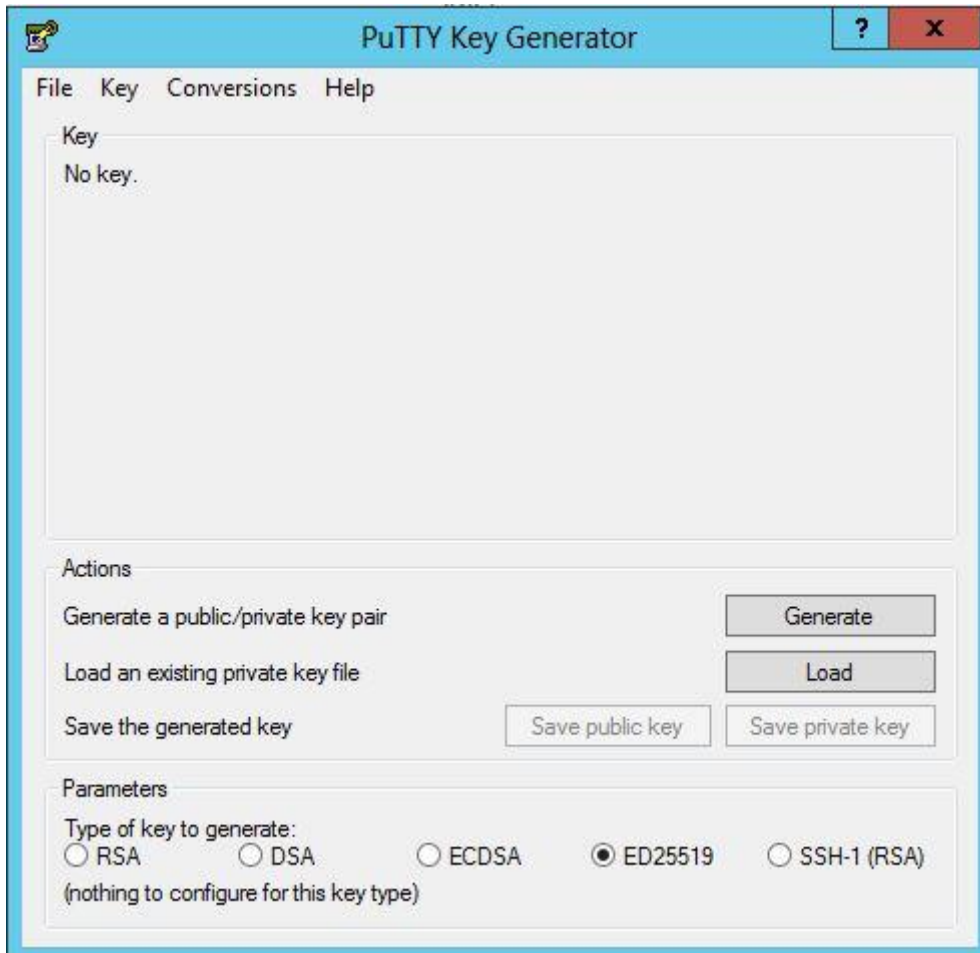 PuTTY Key Generator
? x
File Key Conversions Help
Key
No key.
Actions
Generate a public/private key pair Generate
Load an existing private key file Load
Save the generated key Save public key Save private key
Parameters
Type of key to generate:
RSA DSA ECDSA ED25519 SSH-1 (RSA)
(nothing to configure for this key type)